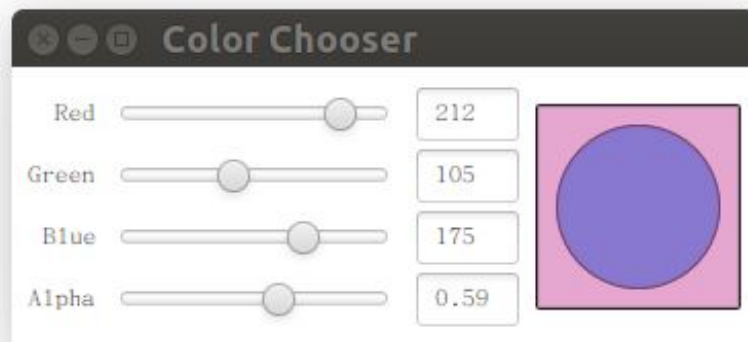 Color Chooser
Red 212
Green 105
Blue 175
Alpha 0.59